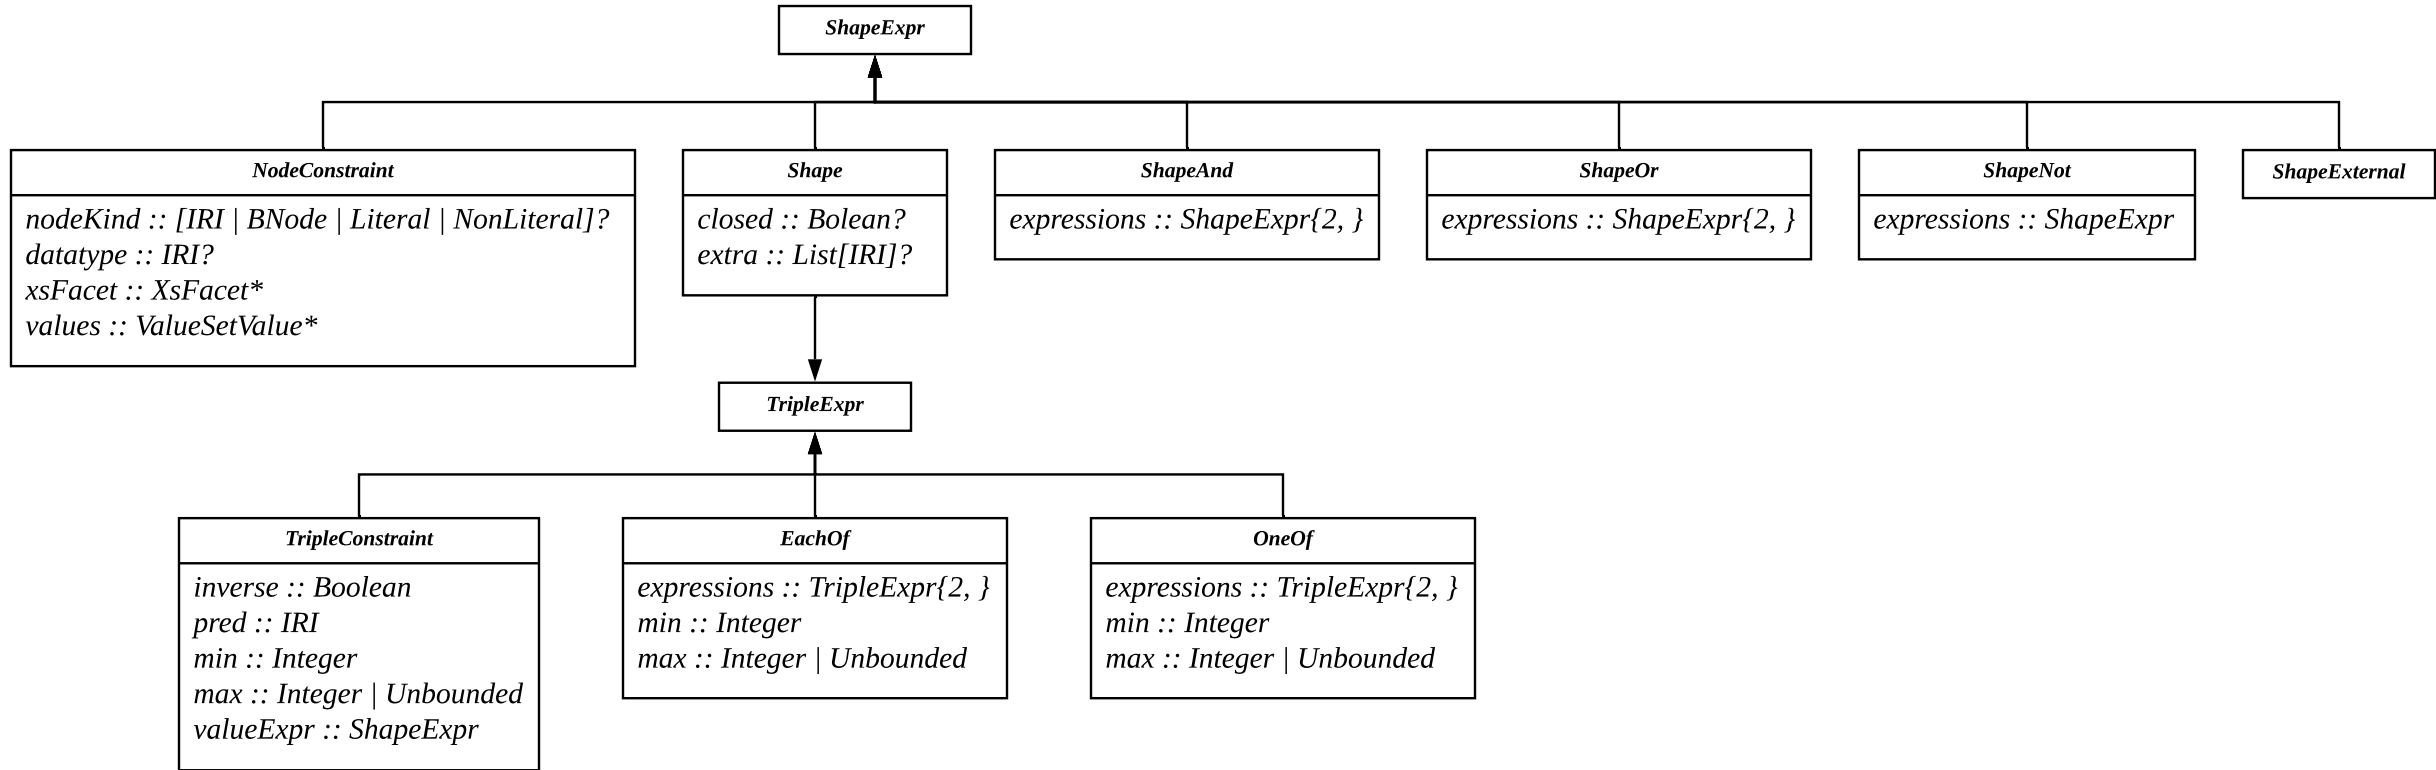 ShapeExpr
NodeConstraint
nodeKind :: [IRI | BNode | Literal | NonLiteral]?
datatype :: IRI?
xsFacet :: XsFacet*
values :: ValueSetValue*
Shape
closed :: Bolean?
extra :: List[IRI]?
ShapeAnd
expressions :: ShapeExpr{2, }
ShapeOr
expressions :: ShapeExpr{2, }
ShapeNot
expressions :: ShapeExpr
ShapeExternal
TripleExpr
TripleConstraint
inverse :: Boolean
pred :: IRI
min :: Integer
max :: Integer | Unbounded
valueExpr :: ShapeExpr
EachOf
expressions :: TripleExpr{2, }
min :: Integer
max :: Integer | Unbounded
OneOf
expressions :: TripleExpr{2, }
min :: Integer
max :: Integer | Unbounded